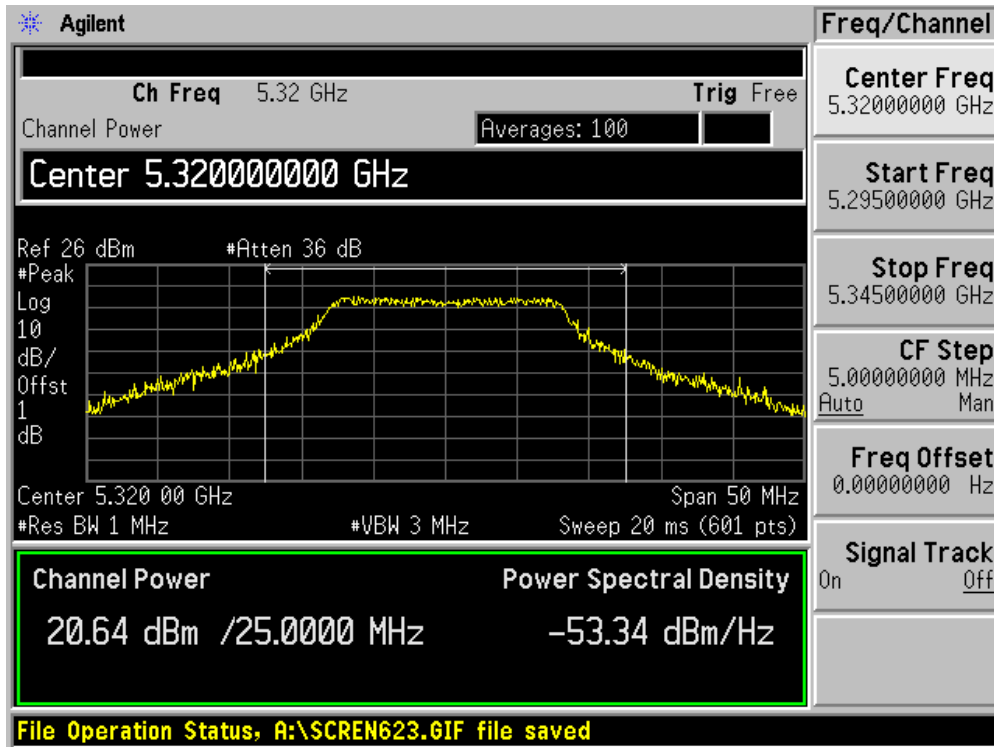 Agilent
Freq/Channel
Ch Freq 5.32 GHz Trig Free
Channel Power Averages: 100
Center 5.320000000 GHz
Ref 26 dBm #Atten 36 dB
#Peak
Log
10
dB/
Offst
1
dB
Center 5.320 00 GHz Span 50 MHz
#Res BW 1 MHz #VBW 3 MHz Sweep 20 ms (601 pts)
Channel Power Power Spectral Density
20.64 dBm /25.0000 MHz -53.34 dBm/Hz
File Operation Status, A:\SCREN623.GIF file saved
Center Freq
5.32000000 GHz
Start Freq
5.29500000 GHz
Stop Freq
5.34500000 GHz
CF Step
5.00000000 MHz
Auto Man
Freq Offset
0.00000000 Hz
Signal Track
On Off